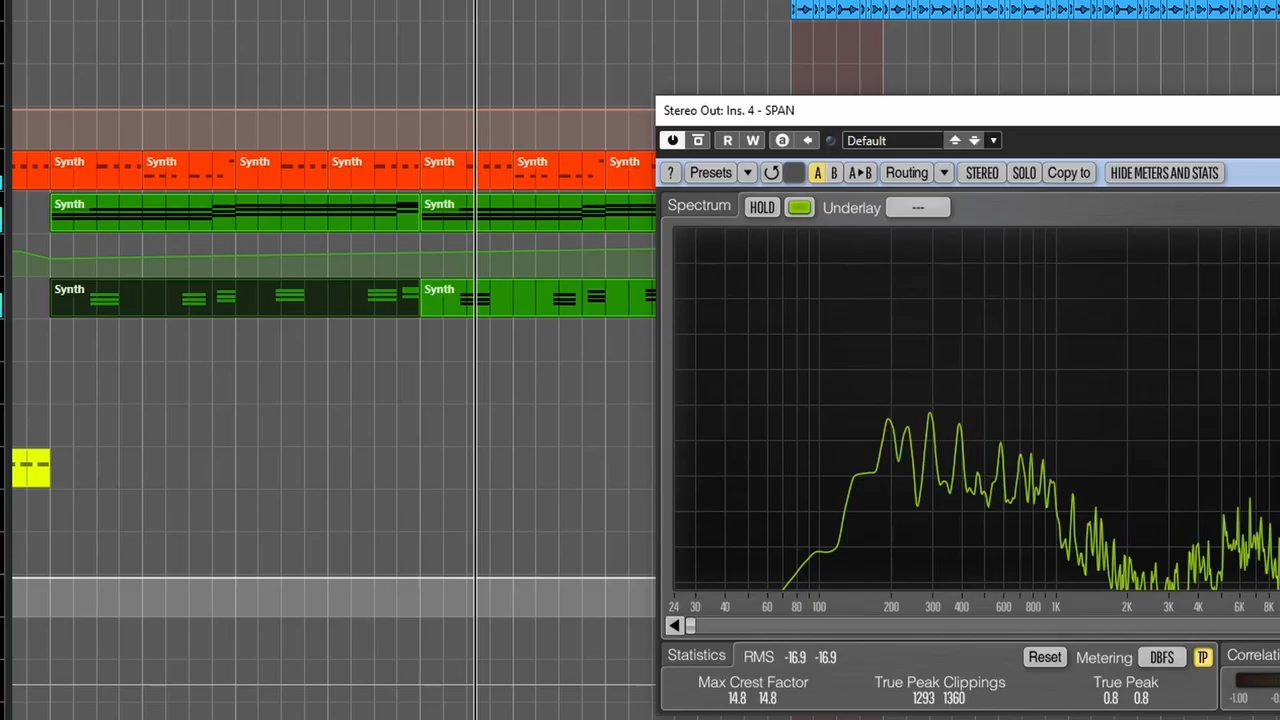 Stereo Out: Ins. 4 - SPAN
R W a Default
? Presets A B A▸B Routing STEREO SOLO Copy to HIDE METERS AND STATS
Spectrum HOLD Underlay ---
Synth Synth Synth Synth Synth Synth Synth
Synth Synth
Synth Synth
24 30 40 60 80 100 200 300 400 600 800 1K 2K 3K 4K 6K 8K
Statistics RMS -16.9 -16.9 Reset Metering DBFS TP Correlati
Max Crest Factor True Peak Clippings True Peak
14.8 14.8 1293 1360 0.8 0.8 -1.00 -0